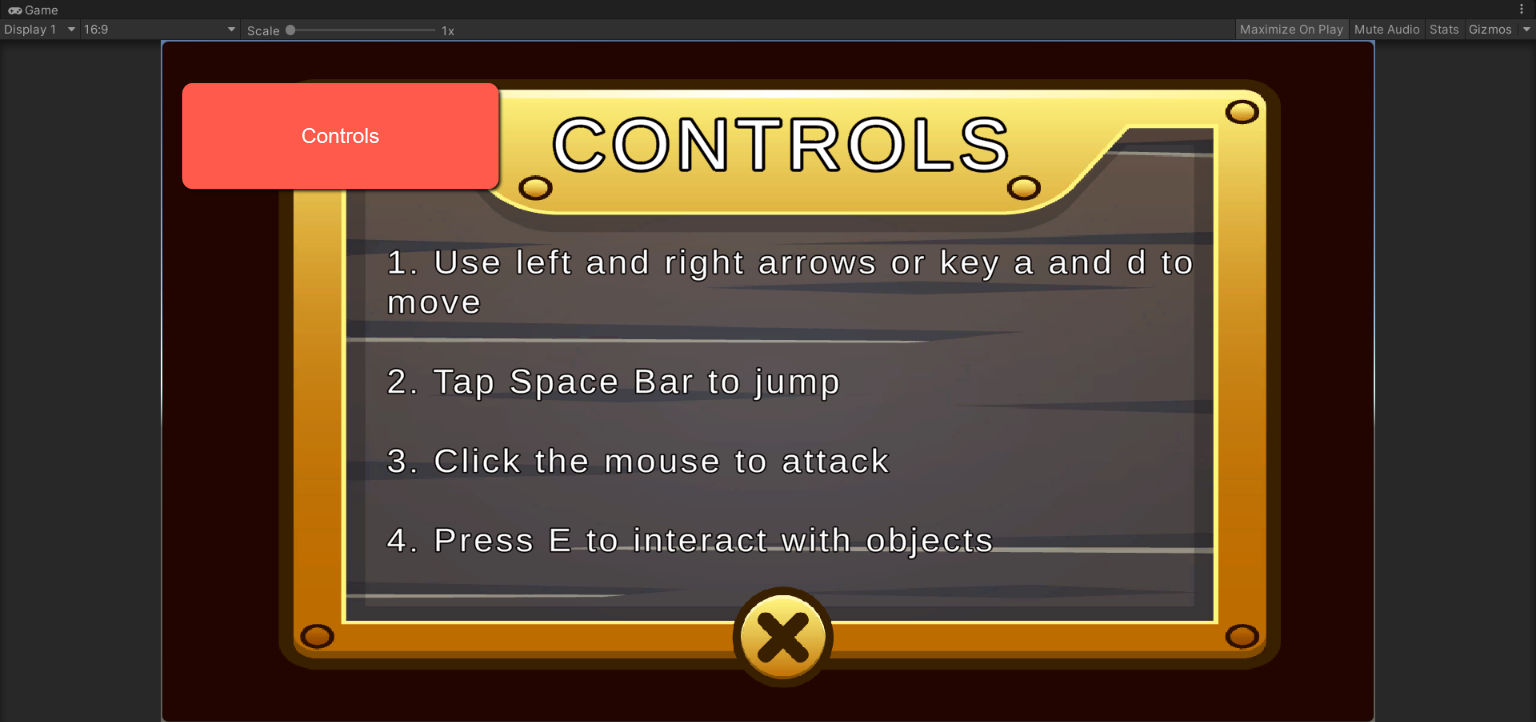 Game
Display 1 16:9 Scale 1x Maximize On Play Mute Audio Stats Gizmos
Controls
CONTROLS
1. Use left and right arrows or key a and d to
move
2. Tap Space Bar to jump
3. Click the mouse to attack
4. Press E to interact with objects